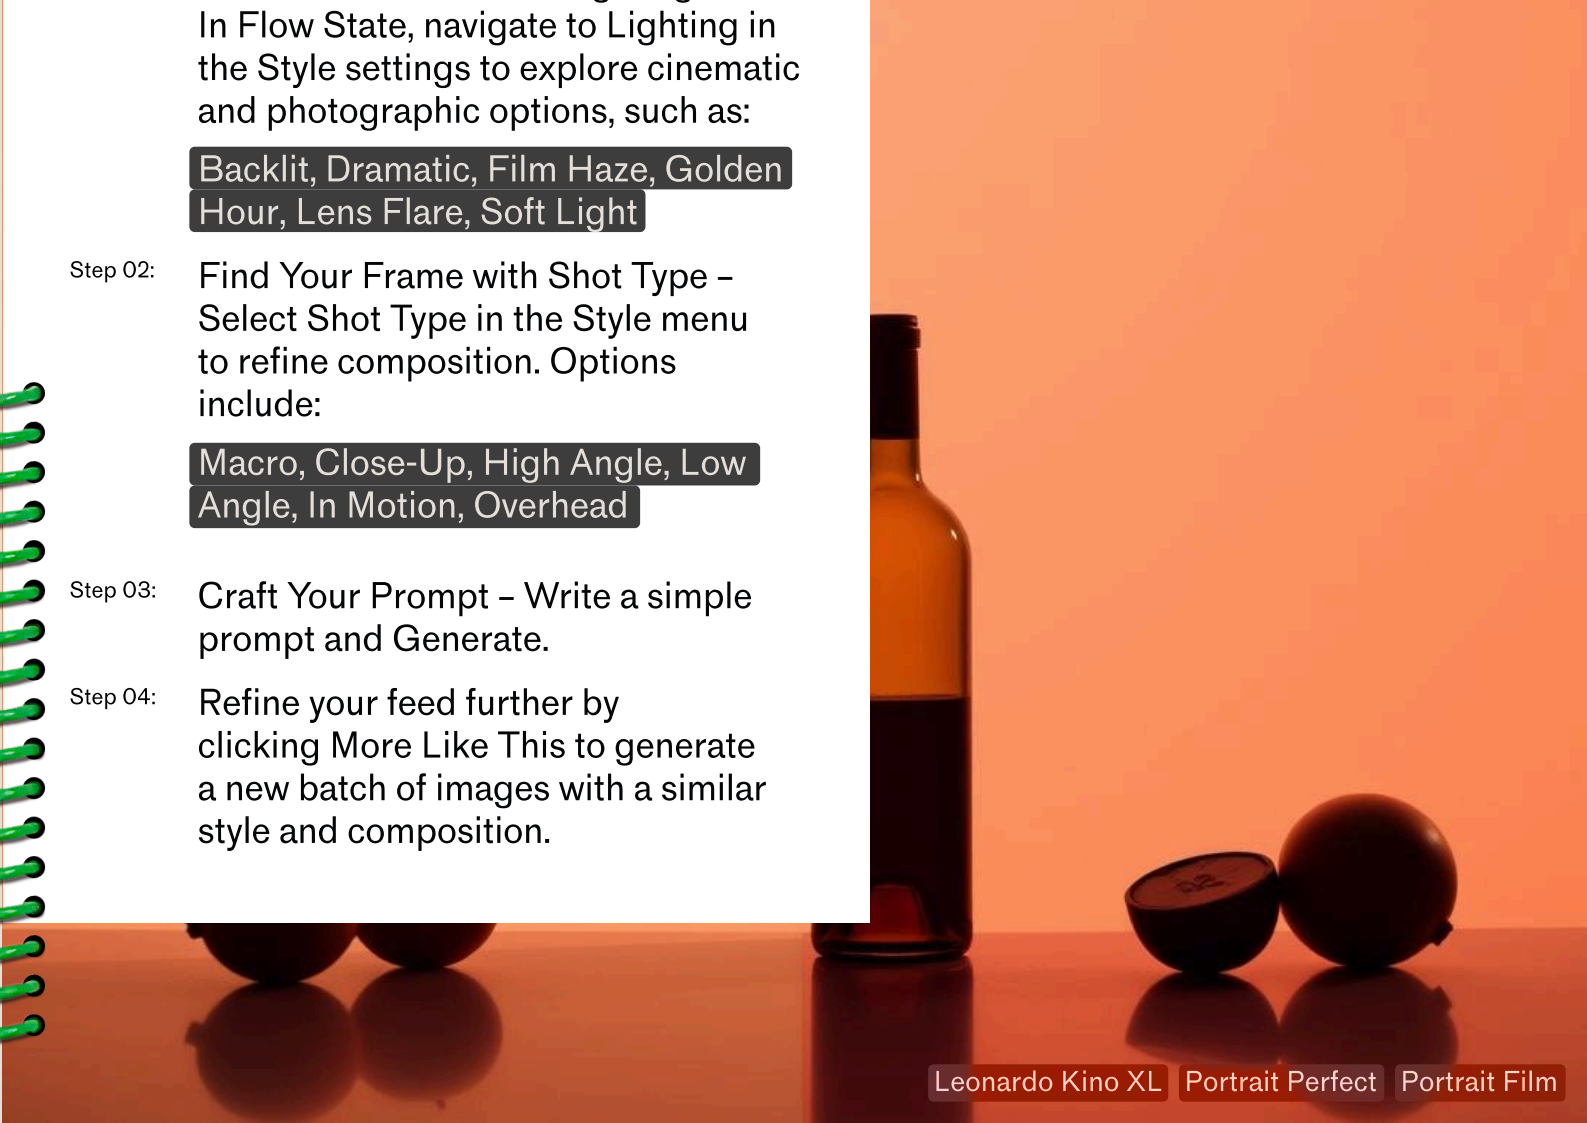 In Flow State, navigate to Lighting in
the Style settings to explore cinematic
and photographic options, such as:
Backlit, Dramatic, Film Haze, Golden
Hour, Lens Flare, Soft Light
Step 02:
Find Your Frame with Shot Type –
Select Shot Type in the Style menu
to refine composition. Options
include:
Macro, Close-Up, High Angle, Low
Angle, In Motion, Overhead
Step 03:
Craft Your Prompt – Write a simple
prompt and Generate.
Step 04:
Refine your feed further by
clicking More Like This to generate
a new batch of images with a similar
style and composition.
Leonardo Kino XL
Portrait Perfect
Portrait Film